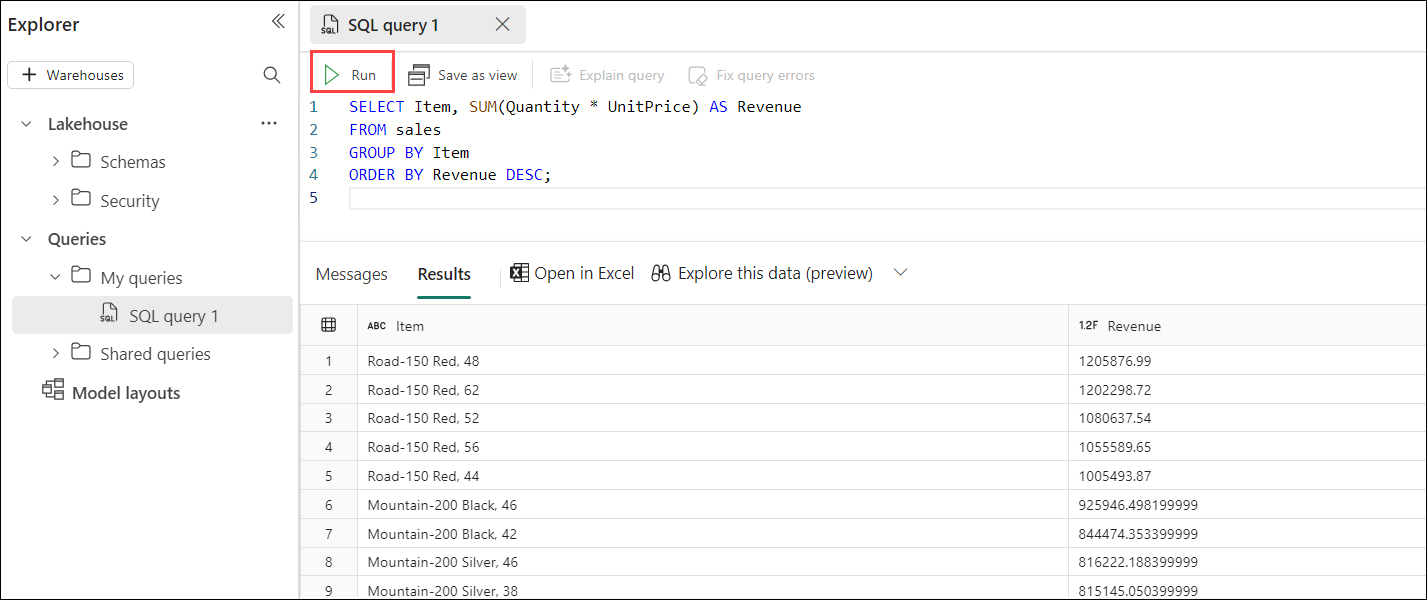 Explorer
+ Warehouses
Lakehouse
Schemas
Security
Queries
My queries
SQL SQL query 1
Shared queries
Model layouts
SQL SQL query 1
Run Save as view Explain query Fix query errors
1 SELECT Item, SUM(Quantity * UnitPrice) AS Revenue
2 FROM sales
3 GROUP BY Item
4 ORDER BY Revenue DESC;
5
Messages Results Open in Excel Explore this data (preview)
ABC Item 1.2F Revenue
1 Road-150 Red, 48 1205876.99
2 Road-150 Red, 62 1202298.72
3 Road-150 Red, 52 1080637.54
4 Road-150 Red, 56 1055589.65
5 Road-150 Red, 44 1005493.87
6 Mountain-200 Black, 46 925946.498199999
7 Mountain-200 Black, 42 844474.353399999
8 Mountain-200 Silver, 46 816222.188399999
9 Mountain-200 Silver, 38 815145.050399999